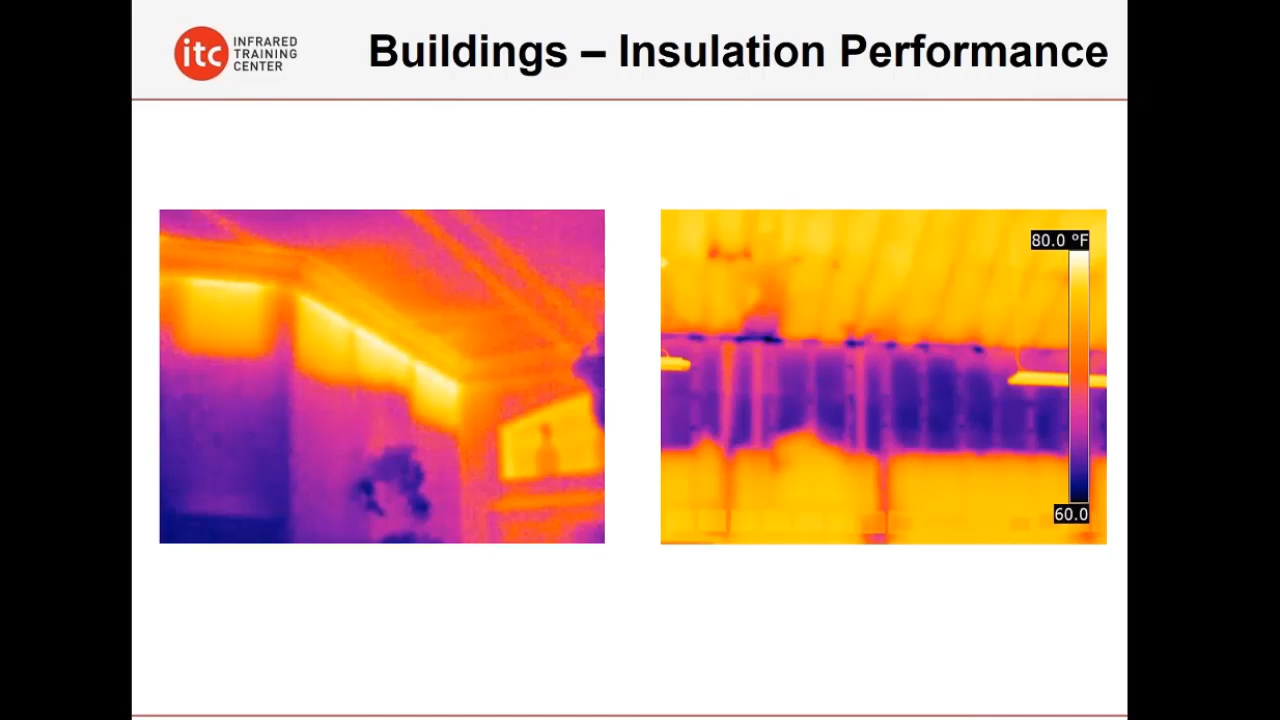 itc
INFRARED
TRAINING
CENTER
Buildings – Insulation Performance
80.0 °F
60.0